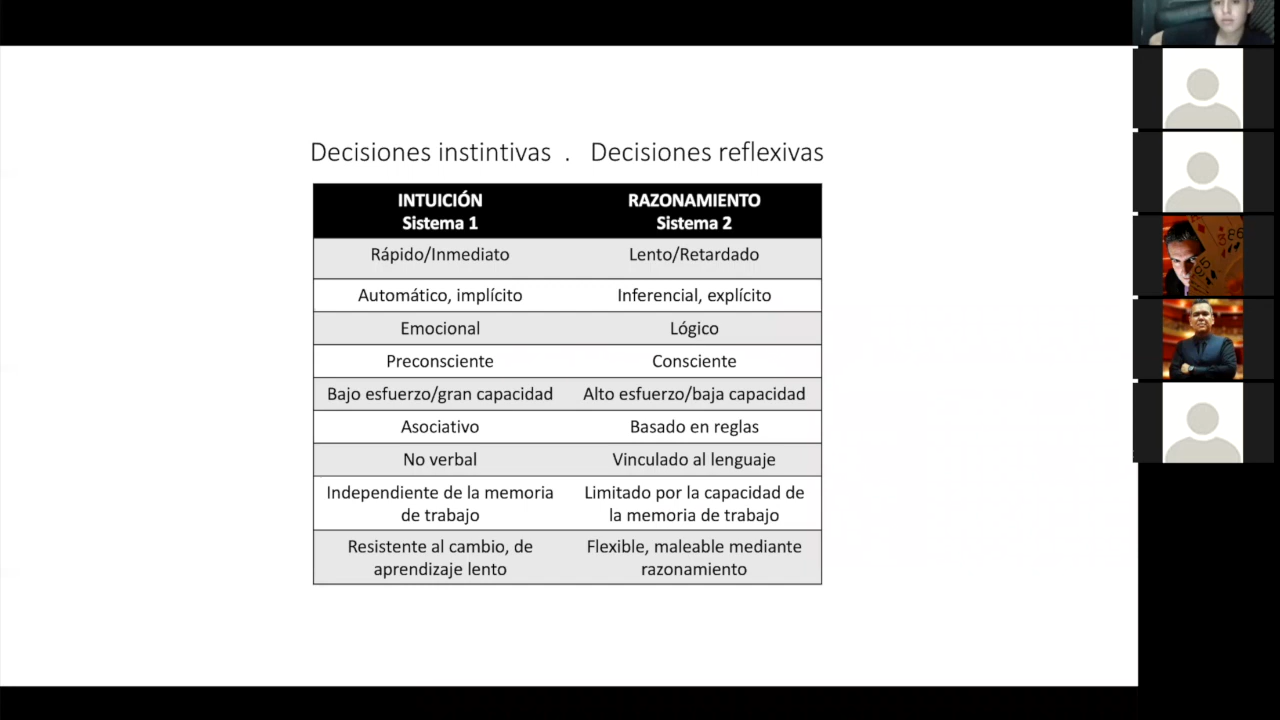 Decisiones instintivas . Decisiones reflexivas
INTUICIÓN
Sistema 1
RAZONAMIENTO
Sistema 2
Rápido/Inmediato
Lento/Retardado
Automático, implícito
Inferencial, explícito
Emocional
Lógico
Preconsciente
Consciente
Bajo esfuerzo/gran capacidad
Alto esfuerzo/baja capacidad
Asociativo
Basado en reglas
No verbal
Vinculado al lenguaje
Independiente de la memoria
de trabajo
Limitado por la capacidad de
la memoria de trabajo
Resistente al cambio, de
aprendizaje lento
Flexible, maleable mediante
razonamiento